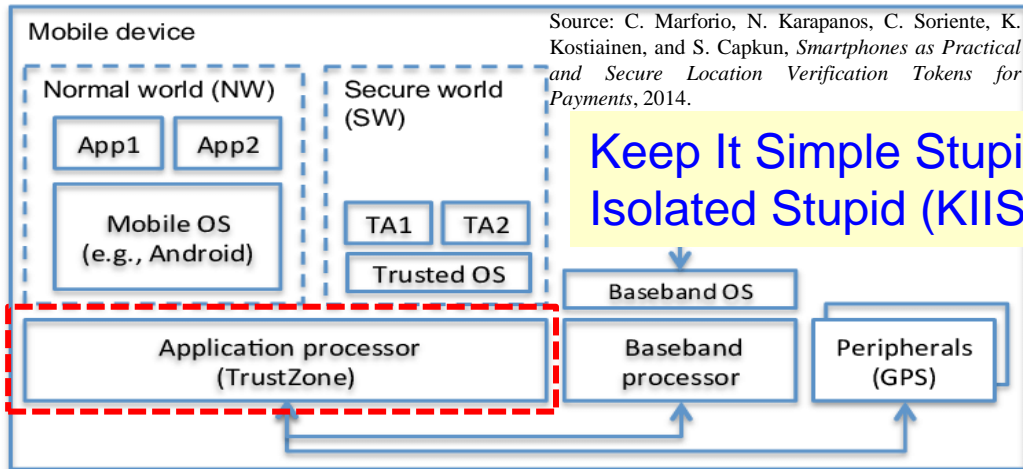 Mobile device
Source: C. Marforio, N. Karapanos, C. Soriente, K.
Kostiainen, and S. Capkun, Smartphones as Practical
and Secure Location Verification Tokens for
Payments, 2014.
Normal world (NW)
App1
App2
Mobile OS
(e.g., Android)
Secure world
(SW)
TA1
TA2
Trusted OS
Keep It Simple Stupi
Isolated Stupid (KIIS
Baseband OS
Application processor
(TrustZone)
Baseband
processor
Peripherals
(GPS)